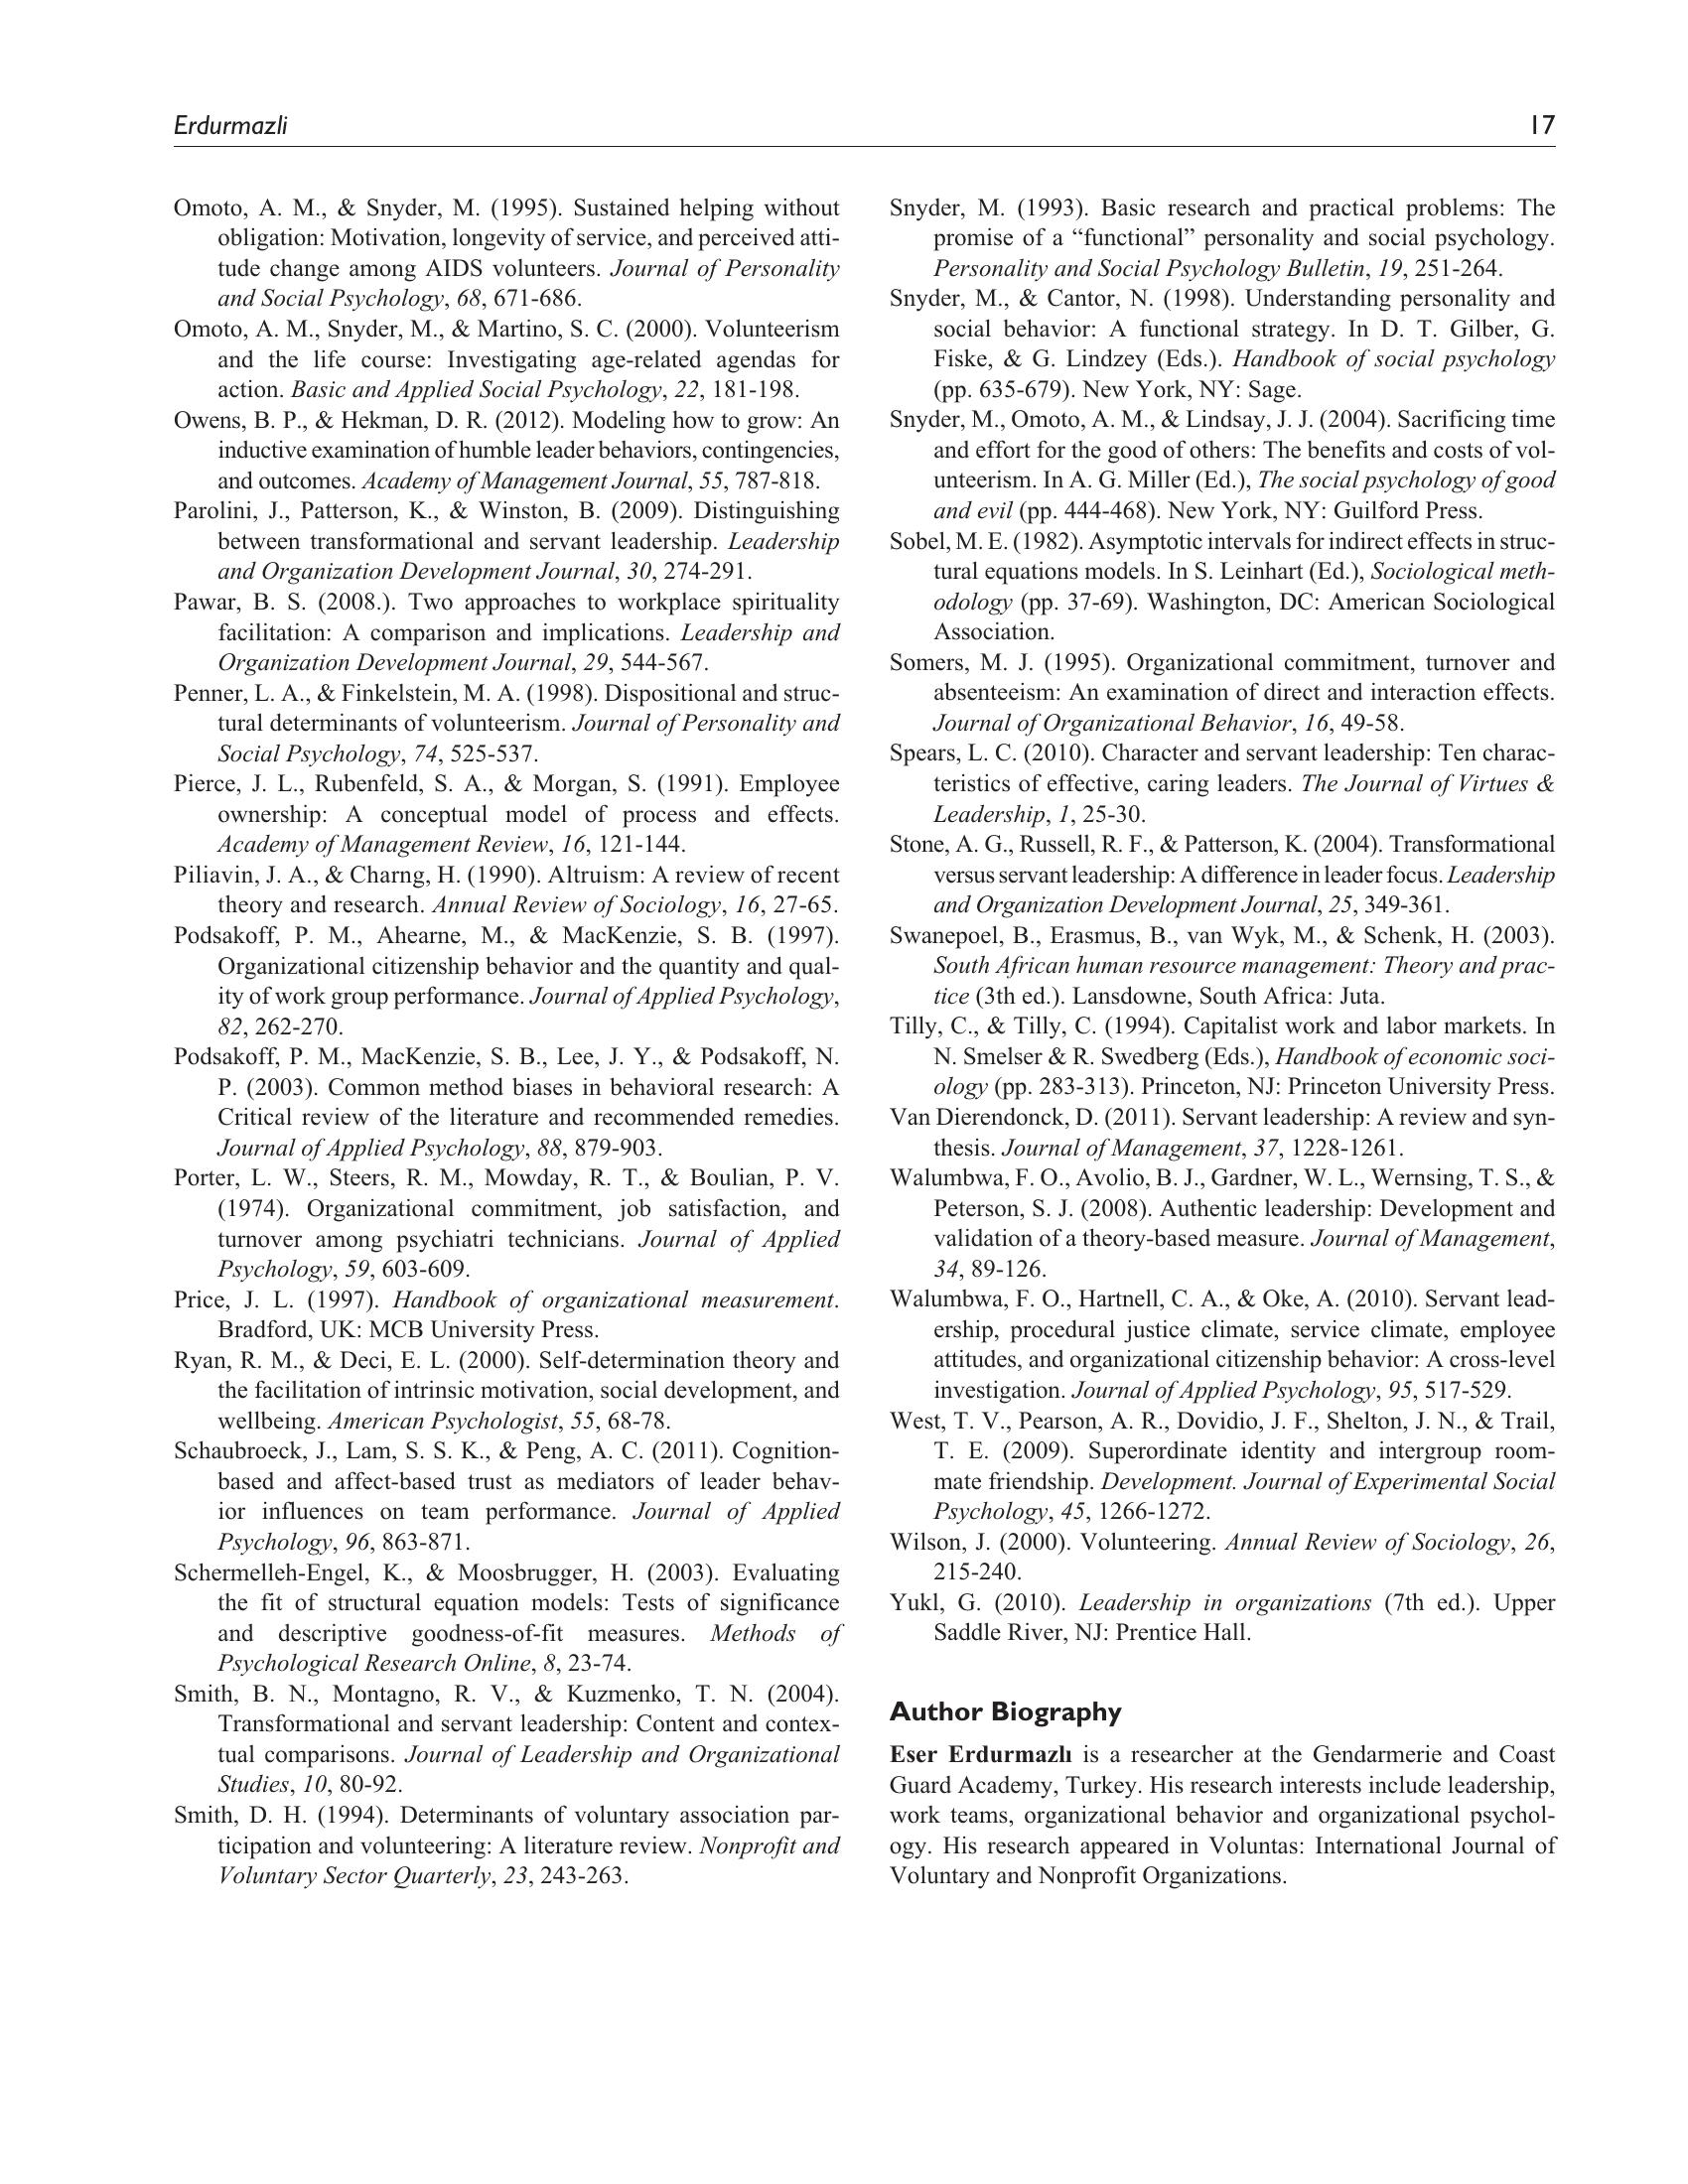 Erdurmazli 17
Omoto, A. M., & Snyder, M. (1995). Sustained helping without
obligation: Motivation, longevity of service, and perceived atti-
tude change among AIDS volunteers. Journal of Personality
and Social Psychology, 68, 671-686.
Omoto, A. M., Snyder, M., & Martino, S. C. (2000). Volunteerism
and the life course: Investigating age-related agendas for
action. Basic and Applied Social Psychology, 22, 181-198.
Owens, B. P., & Hekman, D. R. (2012). Modeling how to grow: An
inductive examination of humble leader behaviors, contingencies,
and outcomes. Academy of Management Journal, 55, 787-818.
Parolini, J., Patterson, K., & Winston, B. (2009). Distinguishing
between transformational and servant leadership. Leadership
and Organization Development Journal, 30, 274-291.
Pawar, B. S. (2008.). Two approaches to workplace spirituality
facilitation: A comparison and implications. Leadership and
Organization Development Journal, 29, 544-567.
Penner, L. A., & Finkelstein, M. A. (1998). Dispositional and struc-
tural determinants of volunteerism. Journal of Personality and
Social Psychology, 74, 525-537.
Pierce, J. L., Rubenfeld, S. A., & Morgan, S. (1991). Employee
ownership: A conceptual model of process and effects.
Academy of Management Review, 16, 121-144.
Piliavin, J. A., & Charng, H. (1990). Altruism: A review of recent
theory and research. Annual Review of Sociology, 16, 27-65.
Podsakoff, P. M., Ahearne, M., & MacKenzie, S. B. (1997).
Organizational citizenship behavior and the quantity and qual-
ity of work group performance. Journal of Applied Psychology,
82, 262-270.
Podsakoff, P. M., MacKenzie, S. B., Lee, J. Y., & Podsakoff, N.
P. (2003). Common method biases in behavioral research: A
Critical review of the literature and recommended remedies.
Journal of Applied Psychology, 88, 879-903.
Porter, L. W., Steers, R. M., Mowday, R. T., & Boulian, P. V.
(1974). Organizational commitment, job satisfaction, and
turnover among psychiatri technicians. Journal of Applied
Psychology, 59, 603-609.
Price, J. L. (1997). Handbook of organizational measurement.
Bradford, UK: MCB University Press.
Ryan, R. M., & Deci, E. L. (2000). Self-determination theory and
the facilitation of intrinsic motivation, social development, and
wellbeing. American Psychologist, 55, 68-78.
Schaubroeck, J., Lam, S. S. K., & Peng, A. C. (2011). Cognition-
based and affect-based trust as mediators of leader behav-
ior influences on team performance. Journal of Applied
Psychology, 96, 863-871.
Schermelleh-Engel, K., & Moosbrugger, H. (2003). Evaluating
the fit of structural equation models: Tests of significance
and descriptive goodness-of-fit measures. Methods of
Psychological Research Online, 8, 23-74.
Smith, B. N., Montagno, R. V., & Kuzmenko, T. N. (2004).
Transformational and servant leadership: Content and contex-
tual comparisons. Journal of Leadership and Organizational
Studies, 10, 80-92.
Smith, D. H. (1994). Determinants of voluntary association par-
ticipation and volunteering: A literature review. Nonprofit and
Voluntary Sector Quarterly, 23, 243-263.
Snyder, M. (1993). Basic research and practical problems: The
promise of a “functional” personality and social psychology.
Personality and Social Psychology Bulletin, 19, 251-264.
Snyder, M., & Cantor, N. (1998). Understanding personality and
social behavior: A functional strategy. In D. T. Gilber, G.
Fiske, & G. Lindzey (Eds.). Handbook of social psychology
(pp. 635-679). New York, NY: Sage.
Snyder, M., Omoto, A. M., & Lindsay, J. J. (2004). Sacrificing time
and effort for the good of others: The benefits and costs of vol-
unteerism. In A. G. Miller (Ed.), The social psychology of good
and evil (pp. 444-468). New York, NY: Guilford Press.
Sobel, M. E. (1982). Asymptotic intervals for indirect effects in struc-
tural equations models. In S. Leinhart (Ed.), Sociological meth-
odology (pp. 37-69). Washington, DC: American Sociological
Association.
Somers, M. J. (1995). Organizational commitment, turnover and
absenteeism: An examination of direct and interaction effects.
Journal of Organizational Behavior, 16, 49-58.
Spears, L. C. (2010). Character and servant leadership: Ten charac-
teristics of effective, caring leaders. The Journal of Virtues &
Leadership, 1, 25-30.
Stone, A. G., Russell, R. F., & Patterson, K. (2004). Transformational
versus servant leadership: A difference in leader focus. Leadership
and Organization Development Journal, 25, 349-361.
Swanepoel, B., Erasmus, B., van Wyk, M., & Schenk, H. (2003).
South African human resource management: Theory and prac-
tice (3th ed.). Lansdowne, South Africa: Juta.
Tilly, C., & Tilly, C. (1994). Capitalist work and labor markets. In
N. Smelser & R. Swedberg (Eds.), Handbook of economic soci-
ology (pp. 283-313). Princeton, NJ: Princeton University Press.
Van Dierendonck, D. (2011). Servant leadership: A review and syn-
thesis. Journal of Management, 37, 1228-1261.
Walumbwa, F. O., Avolio, B. J., Gardner, W. L., Wernsing, T. S., &
Peterson, S. J. (2008). Authentic leadership: Development and
validation of a theory-based measure. Journal of Management,
34, 89-126.
Walumbwa, F. O., Hartnell, C. A., & Oke, A. (2010). Servant lead-
ership, procedural justice climate, service climate, employee
attitudes, and organizational citizenship behavior: A cross-level
investigation. Journal of Applied Psychology, 95, 517-529.
West, T. V., Pearson, A. R., Dovidio, J. F., Shelton, J. N., & Trail,
T. E. (2009). Superordinate identity and intergroup room-
mate friendship. Development. Journal of Experimental Social
Psychology, 45, 1266-1272.
Wilson, J. (2000). Volunteering. Annual Review of Sociology, 26,
215-240.
Yukl, G. (2010). Leadership in organizations (7th ed.). Upper
Saddle River, NJ: Prentice Hall.
Author Biography
Eser Erdurmazlı is a researcher at the Gendarmerie and Coast
Guard Academy, Turkey. His research interests include leadership,
work teams, organizational behavior and organizational psychol-
ogy. His research appeared in Voluntas: International Journal of
Voluntary and Nonprofit Organizations.